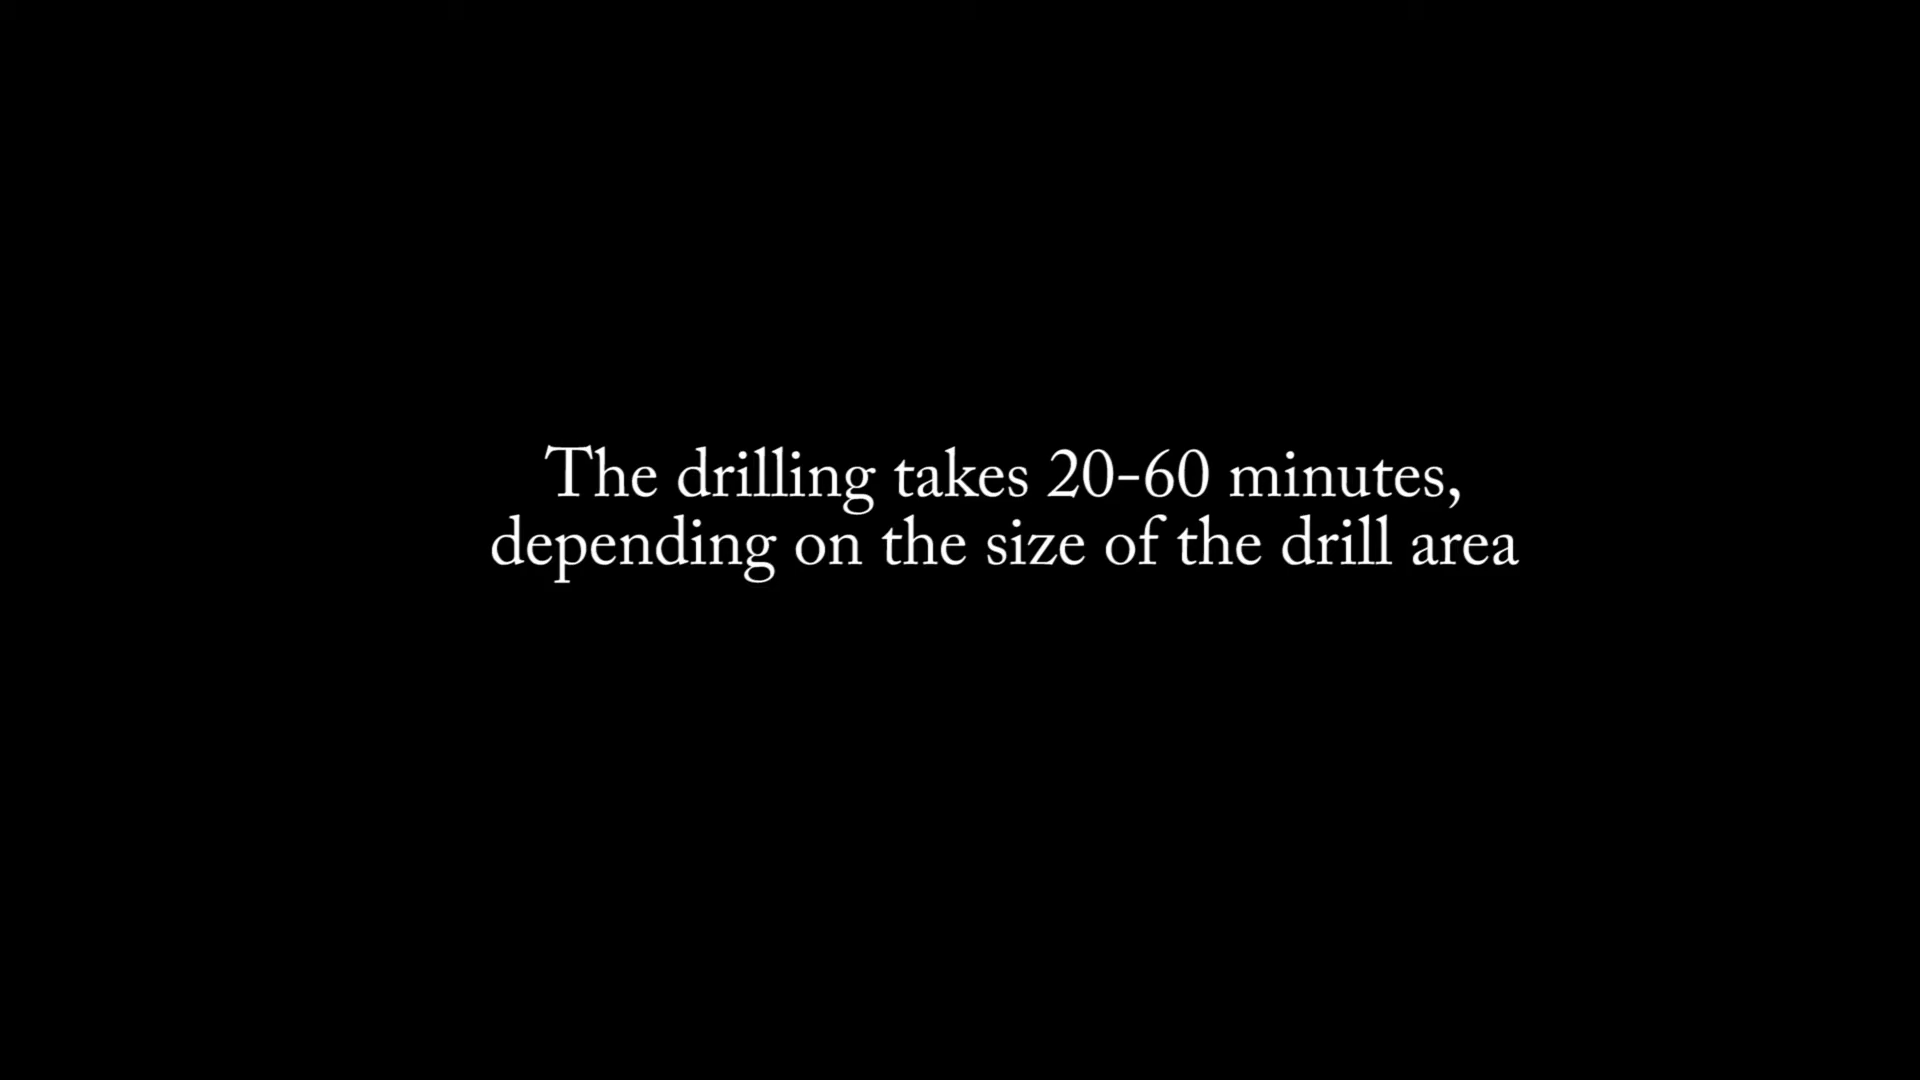 The drilling takes 20-60 minutes,
depending on the size of the drill area